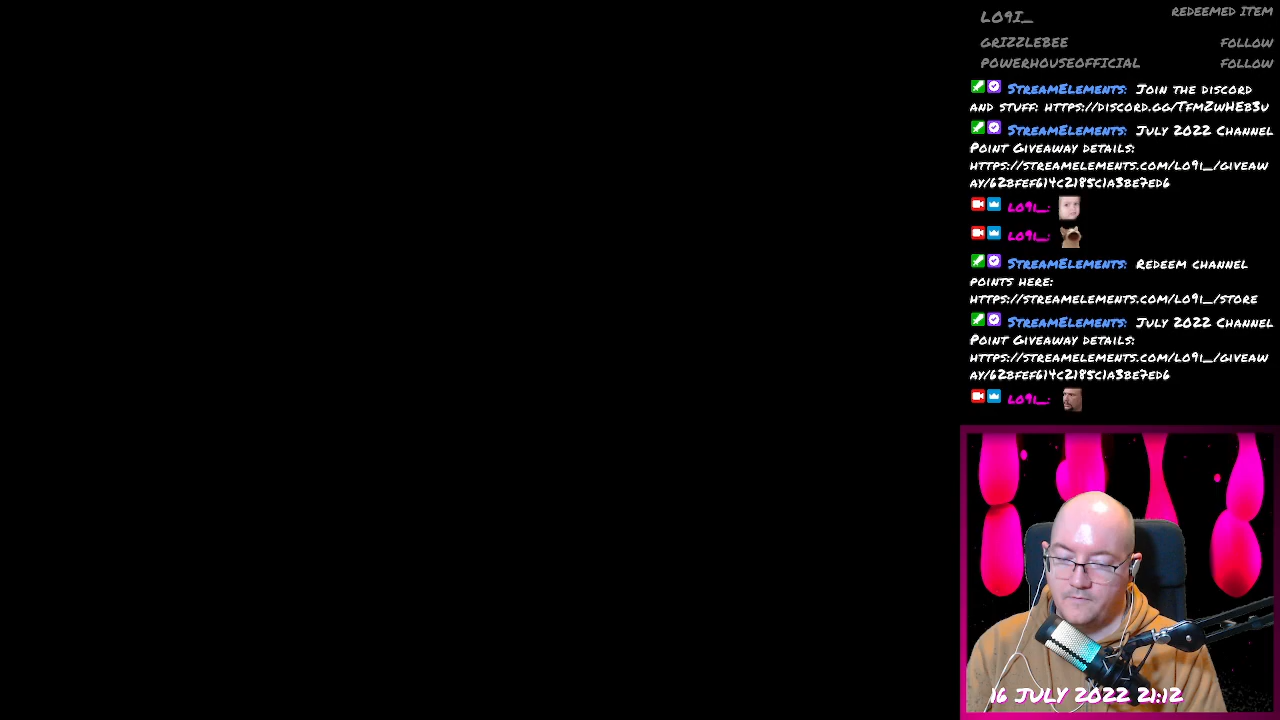 LO9I_ REDEEMED ITEM
GRIZZLEBEE FOLLOW
POWERHOUSEOFFICIAL FOLLOW
StreamElements: Join the discord
and stuff: https://discord.gg/TfmZwHEb3u
StreamElements: July 2022 Channel
Point Giveaway details:
https://streamelements.com/lo9i_/giveaw
ay/62bfef614c2185c1a3be7ed6
lo9i_:
lo9i_:
StreamElements: Redeem channel
points here:
https://streamelements.com/lo9i_/store
StreamElements: July 2022 Channel
Point Giveaway details:
https://streamelements.com/lo9i_/giveaw
ay/62bfef614c2185c1a3be7ed6
lo9i_:
16 JULY 2022 21:12